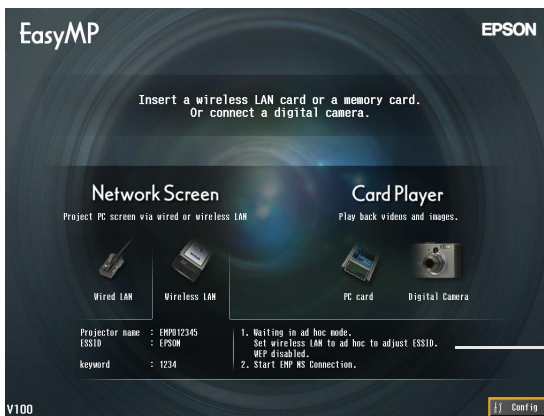 EasyMP
EPSON
Insert a wireless LAN card or a memory card.
Or connect a digital camera.
Network Screen
Project PC screen via wired or wireless LAN
Wired LAN
Wireless LAN
Card Player
Play back videos and images.
PC card
Digital Camera
Projector name : EMPD12345
ESSID : EPSON
keyword : 1234
1. Waiting in ad hoc mode.
Set wireless LAN to ad hoc to adjust ESSID.
WEP disabled.
2. Start EMP NS Connection.
V100
Config